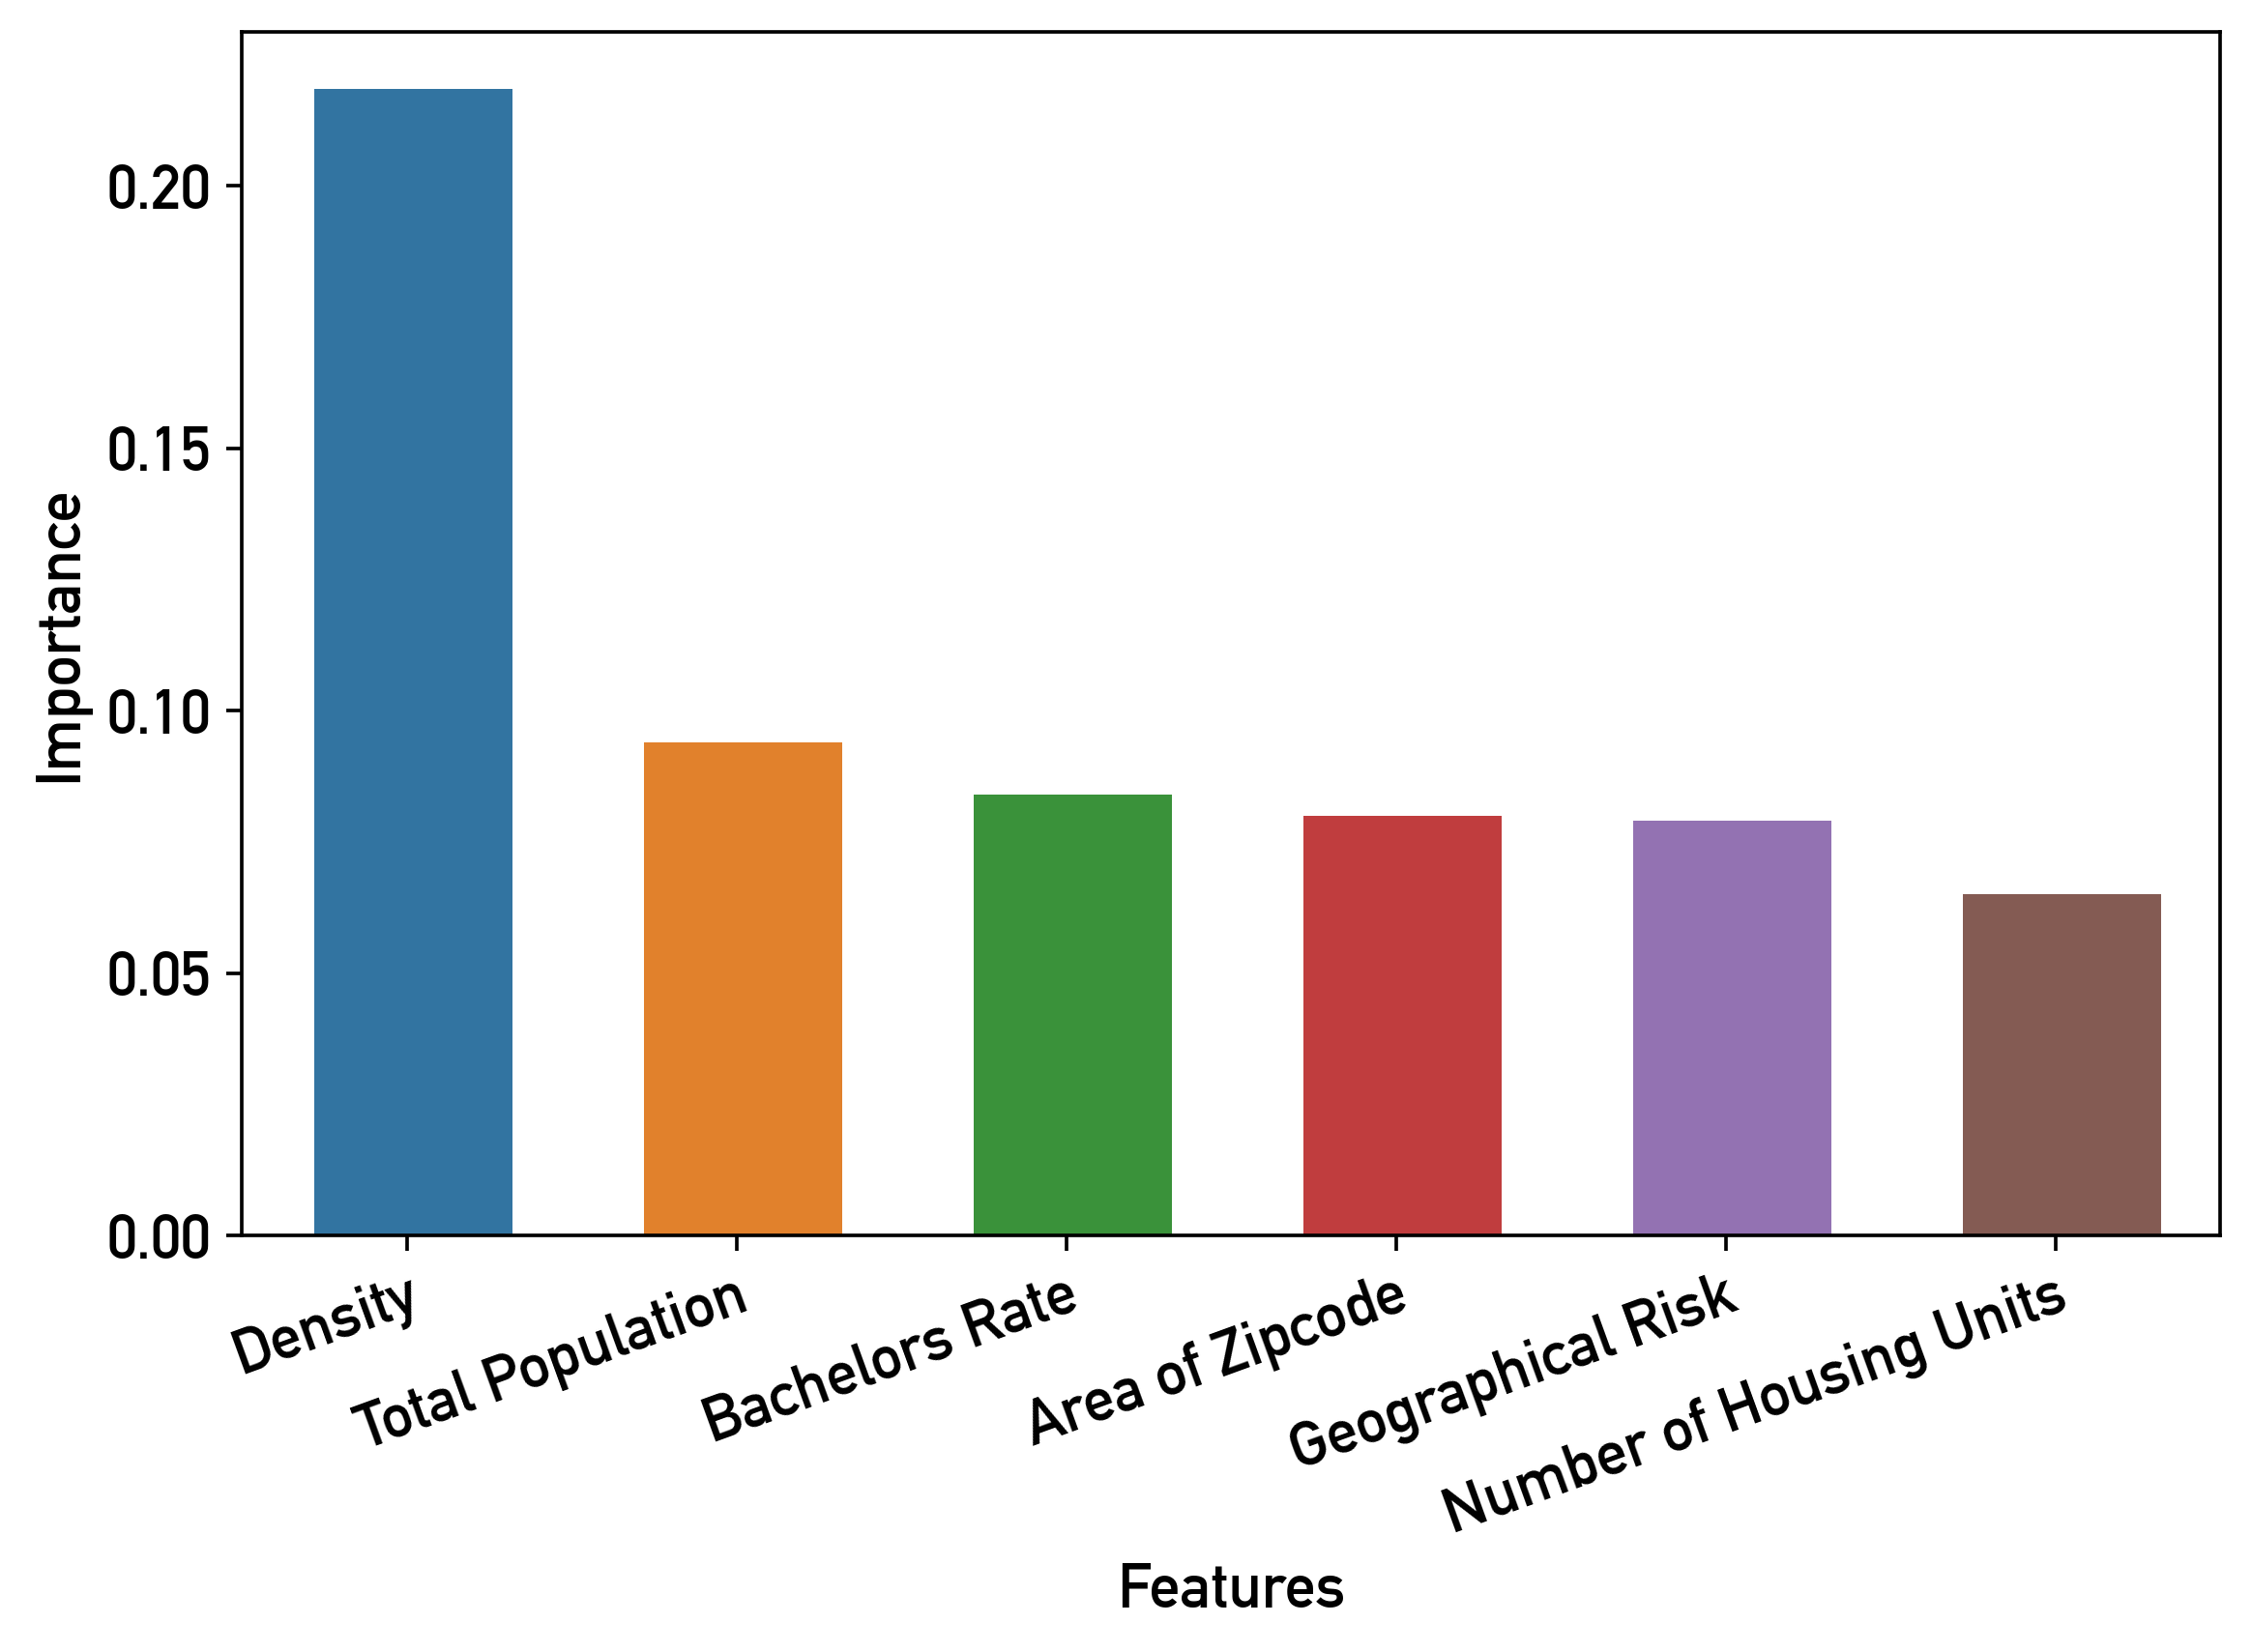 0.20
0.15
0.10
0.05
0.00
Importance
Density
Total Population
Bachelors Rate
Area of Zipcode
Geographical Risk
Number of Housing Units
Features